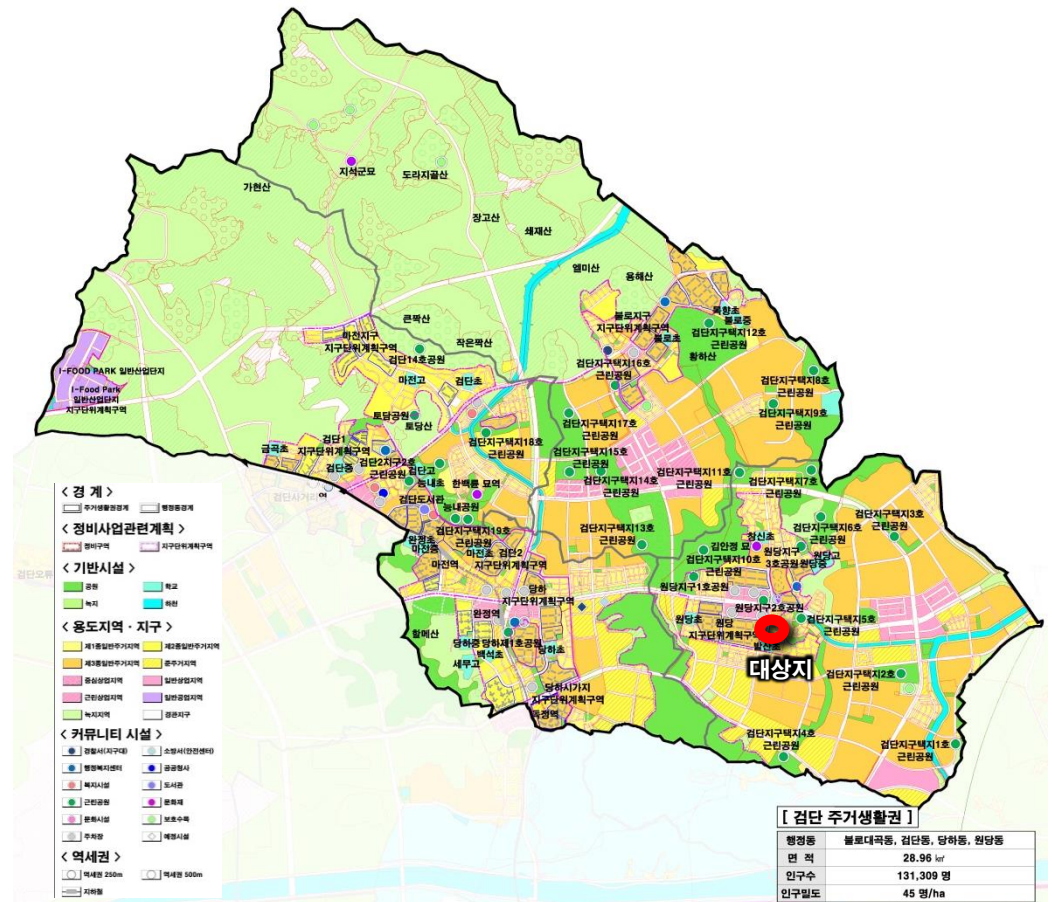 지석군묘
도라지골산
가현산
장고산
쇄재산
엘미산
용해산
목향초
불로지구
지구단위계획구역
불로중
불로초
검단지구택지12호
근린공원
황하산
큰짝산
마전지구
지구단위계획구역
작은짝산
검단14호공원
검단지구택지16호
근린공원
I-FOOD PARK 일반산업단지
I-Food Park
일반산업단지
지구단위계획구역
마전고
검단초
검단지구택지8호
근린공원
검단지구택지9호
근린공원
토담공원
토당산
검단지구택지17호
근린공원
검단지구택지18호
근린공원
검단1
지구단위계획구역
금곡초
검단중
검단2지구2호
근린공원
검단고
검단지구택지15호
근린공원
검단지구택지14호
근린공원
검단지구택지11호
검단지구택지7호
근린공원
능내초
한백륜 묘역
검단사거리역
검단도서관
능내공원
검단오류
검단지구택지19호
근린공원
완정초
마전중
마전초
마전역
검단2
지구단위계획구역
검단지구택지13호
근린공원
검단지구택지3호
근린공원
검단지구택지6호
근린공원
창신초
김안정 묘
원당지구
3호공원
원당고
원당중
검단지구택지10호
근린공원
원당지구1호공원
당하
지구단위계획구역
원당지구2호공원
완정역
원당초
원당
지구단위계획구역
검단지구택지5호
근린공원
발산초
할메산
당하중
당하제1호공원
백석초
당하초
세무고
대상지
검단지구택지2호
근린공원
당하시가지
지구단위계획구역
독정역
검단지구택지4호
근린공원
검단지구택지1호
근린공원
< 경 계 >
주거생활권경계
행정동경계
< 정비사업관련계획 >
정비구역
지구단위계획구역
< 기반시설 >
공원
학교
녹지
하천
< 용도지역 · 지구 >
제1종일반주거지역
제2종일반주거지역
제3종일반주거지역
준주거지역
중심상업지역
일반상업지역
근린상업지역
일반공업지역
녹지지역
경관지구
< 커뮤니티 시설 >
경찰서(지구대)
소방서(안전센터)
행정복지센터
공공청사
복지시설
도서관
근린공원
문화재
문화시설
보호수목
주차장
예정시설
< 역세권 >
역세권 250m
역세권 500m
지하철
[ 검단 주거생활권 ]
행정동 불로대곡동, 검단동, 당하동, 원당동
면 적 28.96 ㎢
인구수 131,309 명
인구밀도 45 명/ha